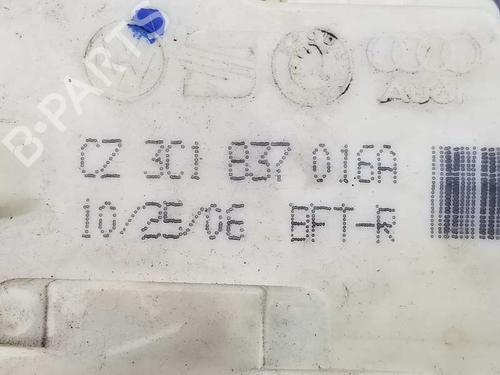 B-PARTS
Audi
CZ 3C1 837 016A
10/25/06 BFT-R